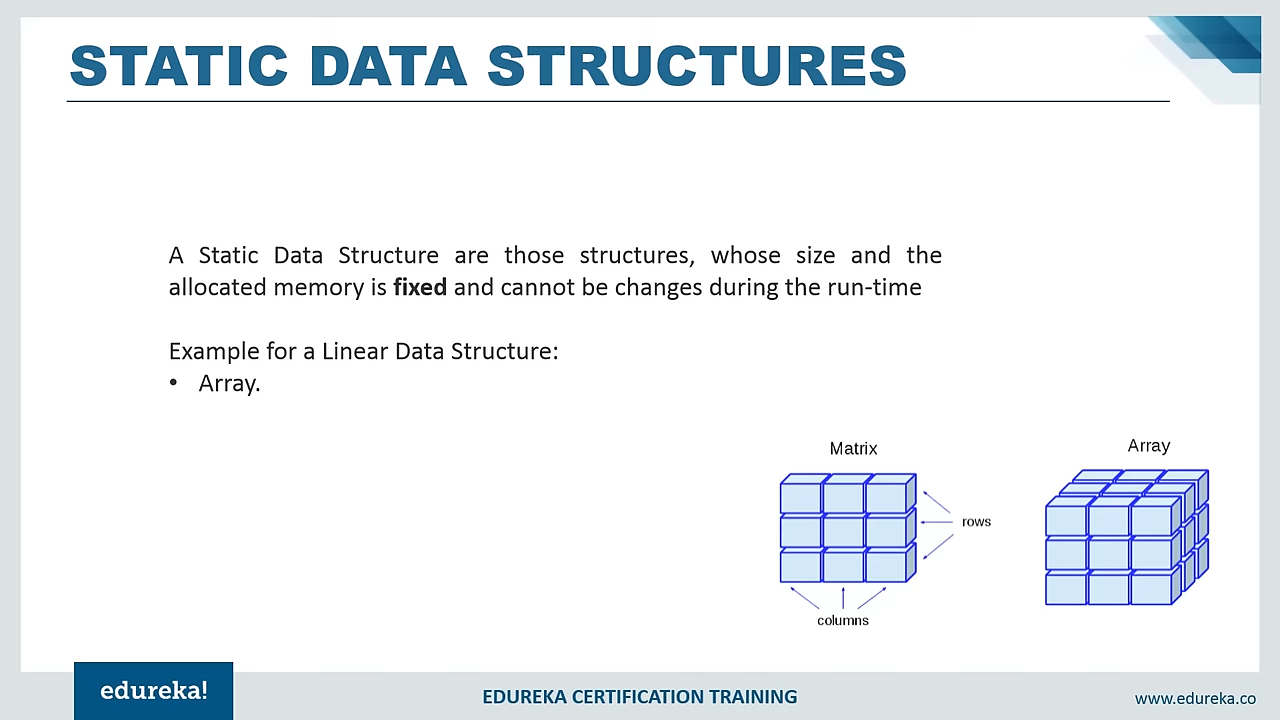 STATIC DATA STRUCTURES
A Static Data Structure are those structures, whose size and the
allocated memory is fixed and cannot be changes during the run-time
Example for a Linear Data Structure:
• Array.
Matrix
Array
rows
columns
edureka!
EDUREKA CERTIFICATION TRAINING
www.edureka.co